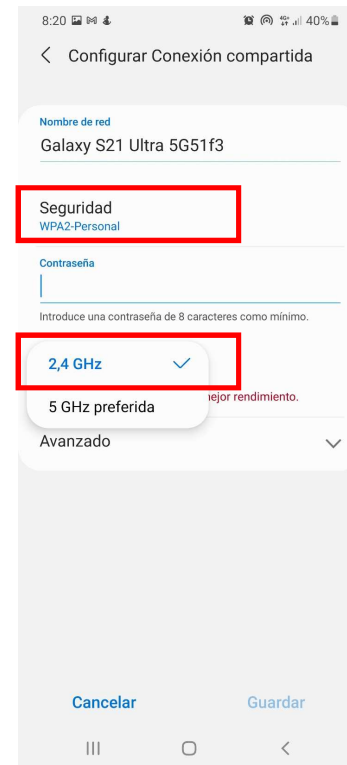 8:20 4G+ 40%
Configurar Conexión compartida
Nombre de red
Galaxy S21 Ultra 5G51f3
Seguridad
WPA2-Personal
Contraseña
Introduce una contraseña de 8 caracteres como mínimo.
2,4 GHz
5 GHz preferida
mejor rendimiento.
Avanzado
Cancelar Guardar